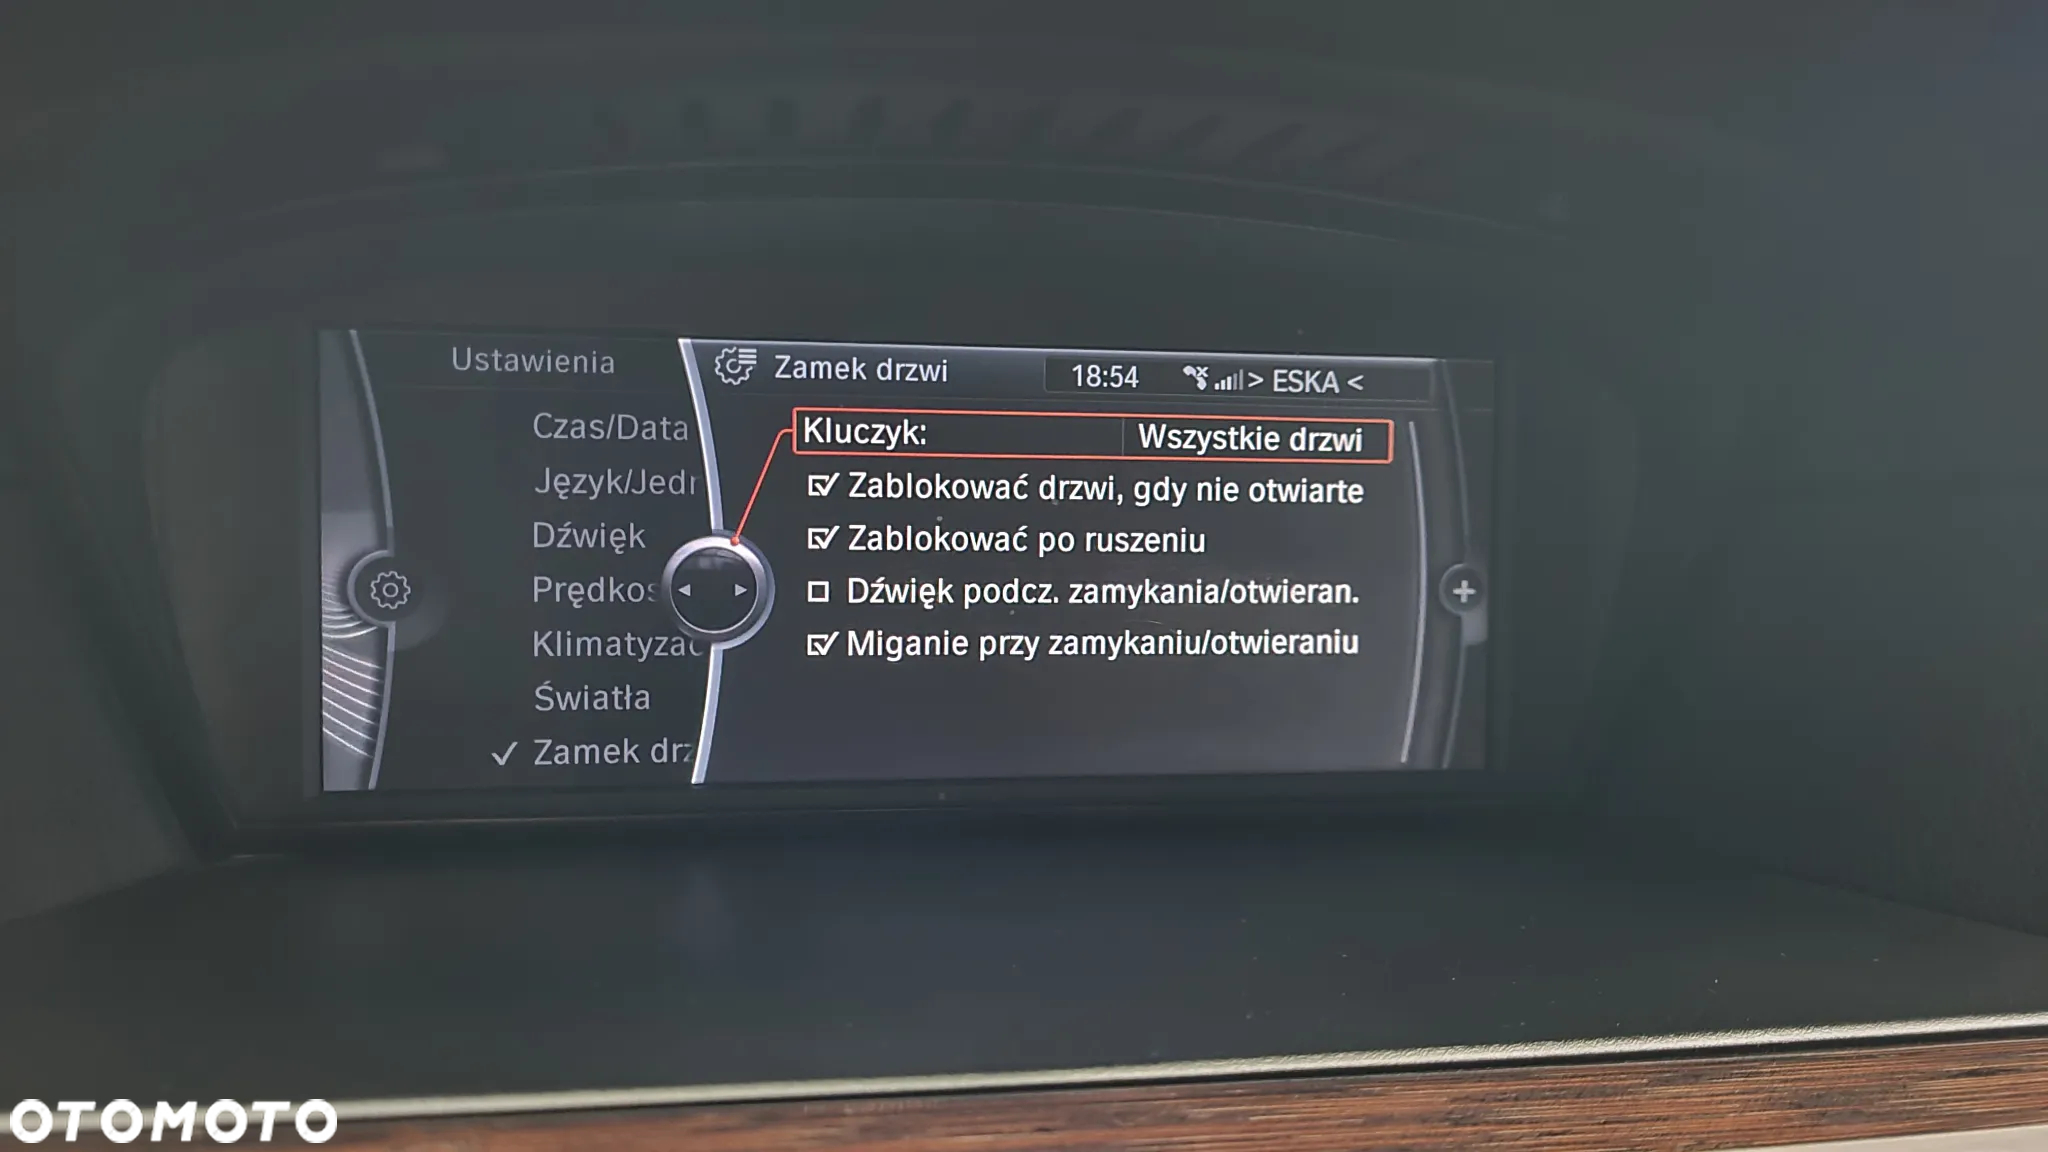 Ustawienia
Czas/Data
Język/Jedn
Dźwięk
Prędkoś
Klimatyzac
Światła
Zamek drz
Zamek drzwi
18:54
> ESKA <
Kluczyk: Wszystkie drzwi
Zablokować drzwi, gdy nie otwiarte
Zablokować po ruszeniu
Dźwięk podcz. zamykania/otwieran.
Miganie przy zamykaniu/otwieraniu
OTOMOTO